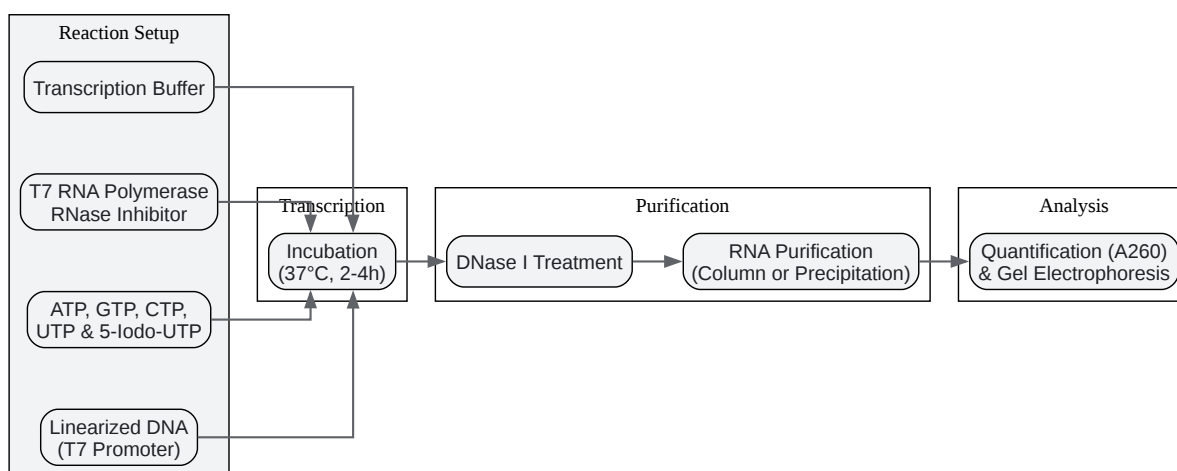 Reaction Setup
Transcription Buffer
T7 RNA Polymerase
RNase Inhibitor
ATP, GTP, CTP,
UTP & 5-Iodo-UTP
Linearized DNA
(T7 Promoter)
Transcription
Incubation
(37°C, 2-4h)
Purification
DNase I Treatment
RNA Purification
(Column or Precipitation)
Analysis
Quantification (A260)
& Gel Electrophoresis